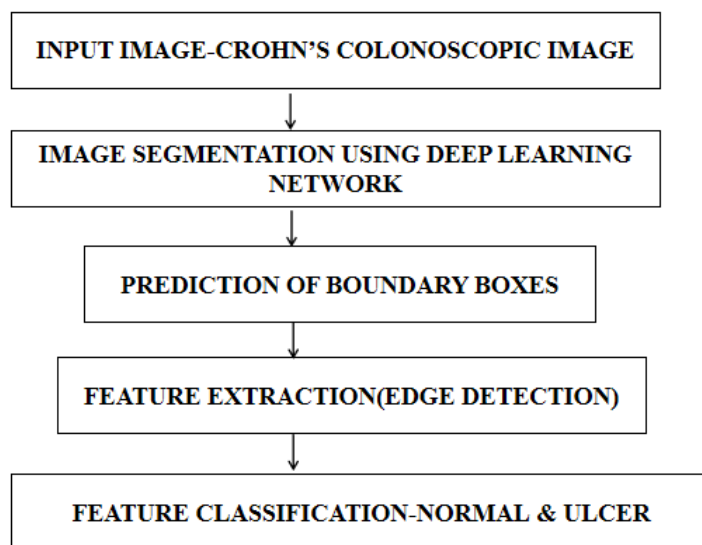 INPUT IMAGE-CROHN’S COLONOSCOPIC IMAGE
IMAGE SEGMENTATION USING DEEP LEARNING
NETWORK
PREDICTION OF BOUNDARY BOXES
FEATURE EXTRACTION(EDGE DETECTION)
FEATURE CLASSIFICATION-NORMAL & ULCER